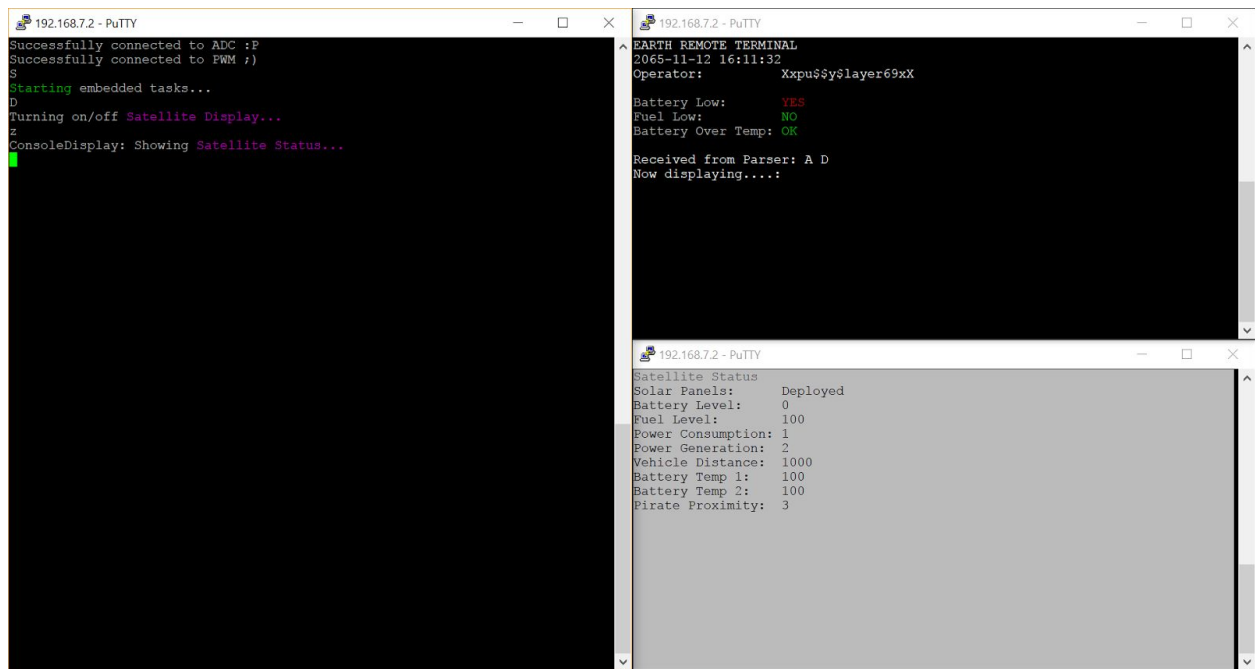 192.168.7.2 - PuTTY
Successfully connected to ADC :P
Successfully connected to PWM ;)
S
Starting embedded tasks...
D
Turning on/off Satellite Display...
z
ConsoleDisplay: Showing Satellite Status...
192.168.7.2 - PuTTY
EARTH REMOTE TERMINAL
2065-11-12 16:11:32
Operator: Xxpu$$y$layer69xX
Battery Low: YES
Fuel Low: NO
Battery Over Temp: OK
Received from Parser: A D
Now displaying....:
192.168.7.2 - PuTTY
Satellite Status
Solar Panels: Deployed
Battery Level: 0
Fuel Level: 100
Power Consumption: 1
Power Generation: 2
Vehicle Distance: 1000
Battery Temp 1: 100
Battery Temp 2: 100
Pirate Proximity: 3